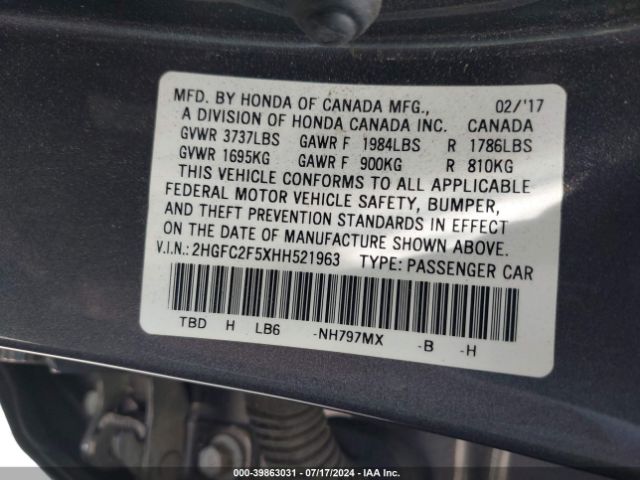 MFD. BY HONDA OF CANADA MFG., 02/'17
A DIVISION OF HONDA CANADA INC. CANADA
GVWR 3737LBS GAWR F 1984LBS R 1786LBS
GVWR 1695KG GAWR F 900KG R 810KG
THIS VEHICLE CONFORMS TO ALL APPLICABLE
FEDERAL MOTOR VEHICLE SAFETY, BUMPER,
AND THEFT PREVENTION STANDARDS IN EFFECT
ON THE DATE OF MANUFACTURE SHOWN ABOVE.
V.I.N.: 2HGFC2F5XHH521963 TYPE: PASSENGER CAR
TBD H LB6 -NH797MX -B -H
000-39863031 - 07/17/2024 - IAA Inc.